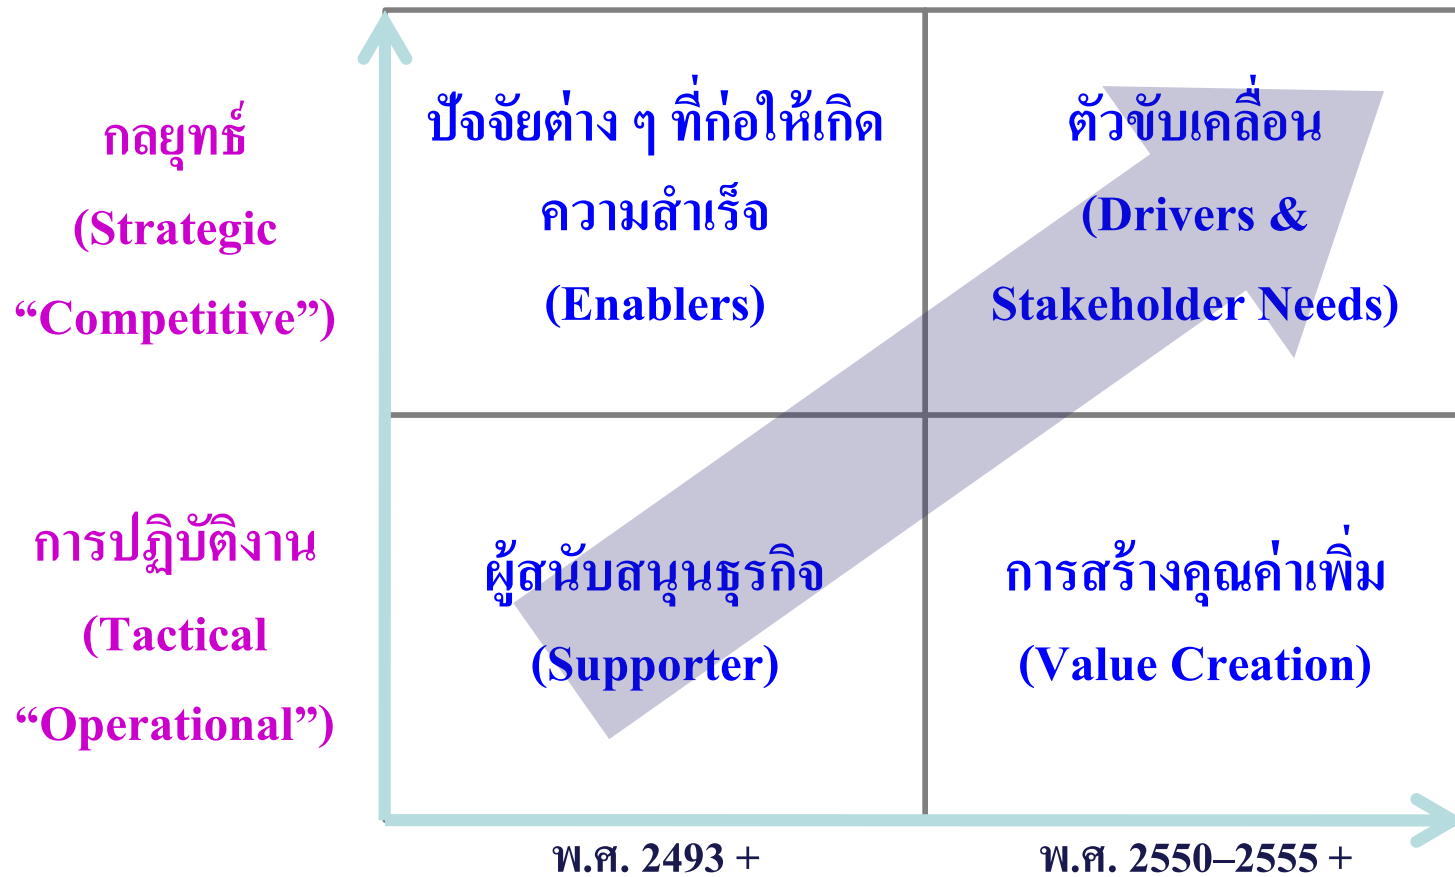 กลยุทธ์
(Strategic
“Competitive”)
ปัจจัยต่าง ๆ ที่ก่อให้เกิด
ความสำเร็จ
(Enablers)
ตัวขับเคลื่อน
(Drivers &
Stakeholder Needs)
การปฏิบัติงาน
(Tactical
“Operational”)
ผู้สนับสนุนธุรกิจ
(Supporter)
การสร้างคุณค่าเพิ่ม
(Value Creation)
พ.ศ. 2493 +
พ.ศ. 2550–2555 +